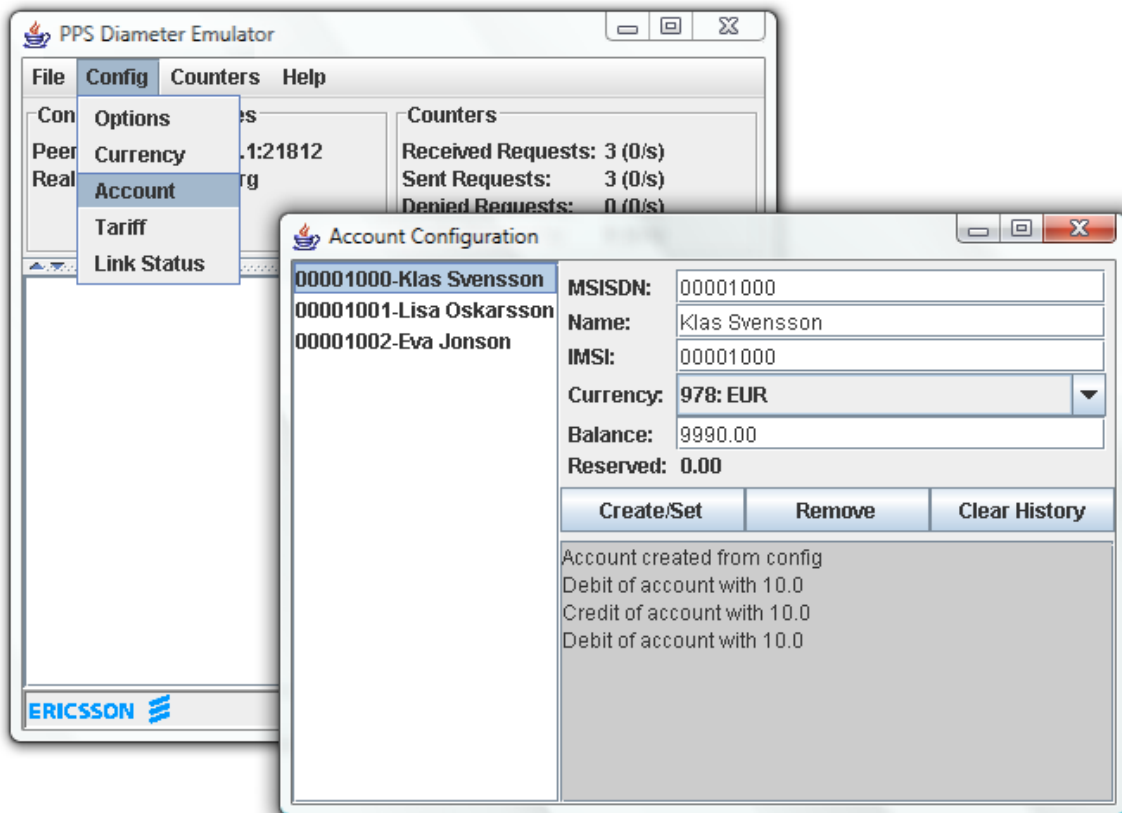 PPS Diameter Emulator
File Config Counters Help
Options
Currency
Account
Tariff
Link Status
Counters
.1:21812
Received Requests: 3 (0/s)
Sent Requests: 3 (0/s)
Denied Requests: 0 (0/s)
ERICSSON
Account Configuration
00001000-Klas Svensson
00001001-Lisa Oskarsson
00001002-Eva Jonson
MSISDN: 00001000
Name: Klas Svensson
IMSI: 00001000
Currency: 978: EUR
Balance: 9990.00
Reserved: 0.00
Create/Set Remove Clear History
Account created from config
Debit of account with 10.0
Credit of account with 10.0
Debit of account with 10.0